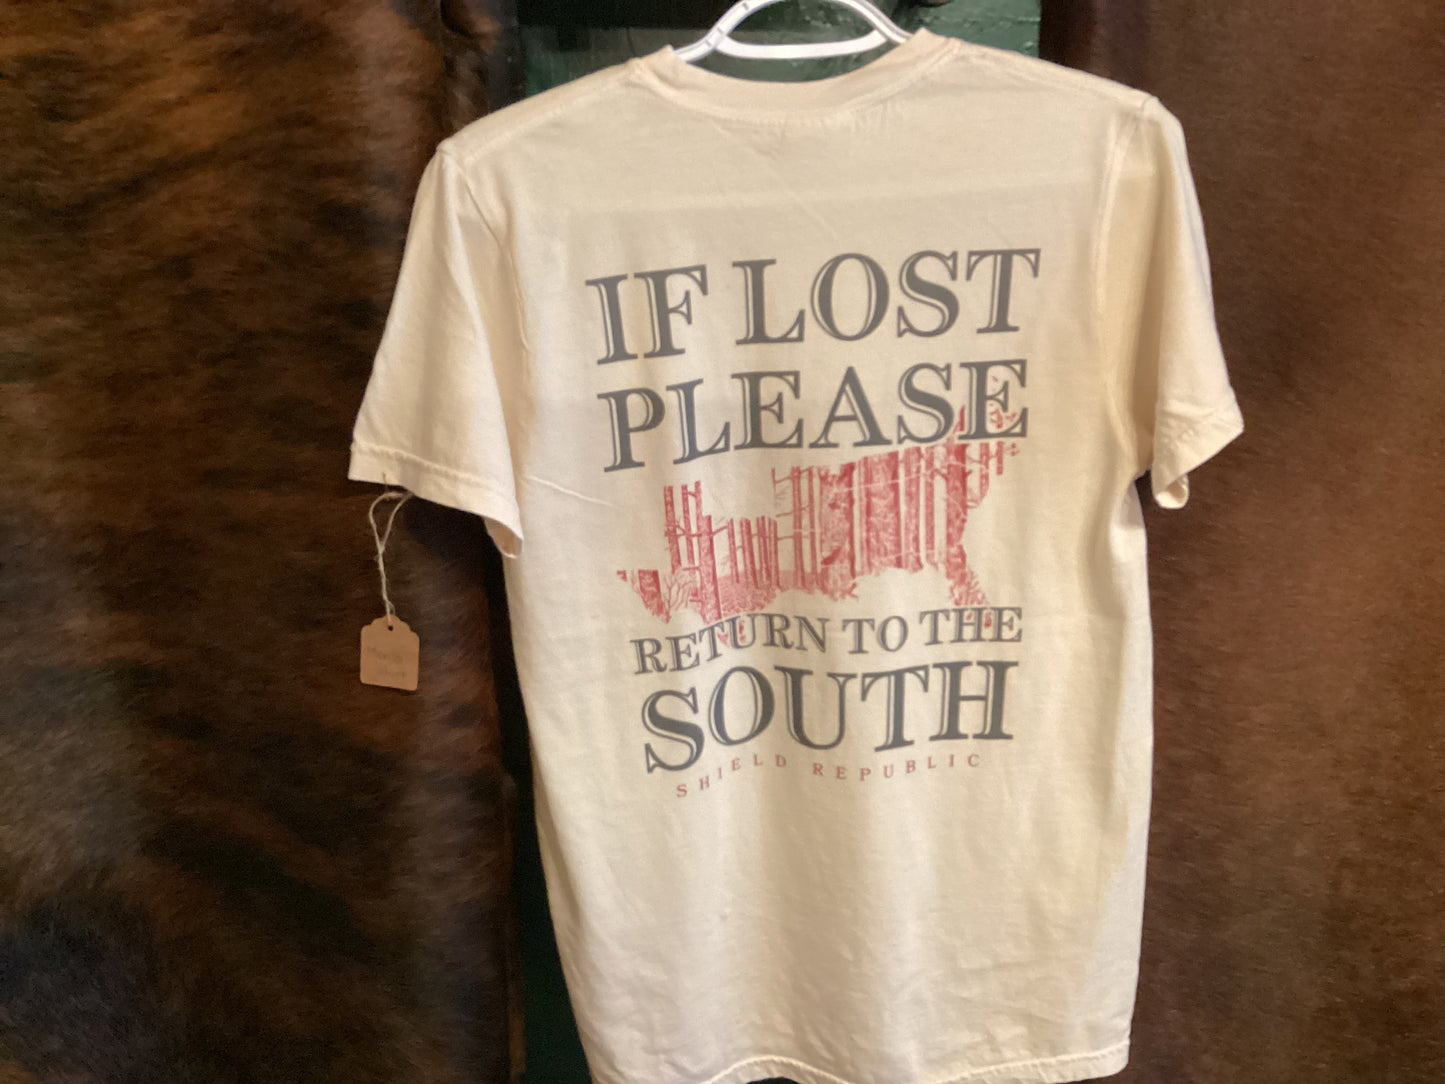 IF LOST
PLEASE
RETURN TO THE
SOUTH
SHIELD REPUBLIC